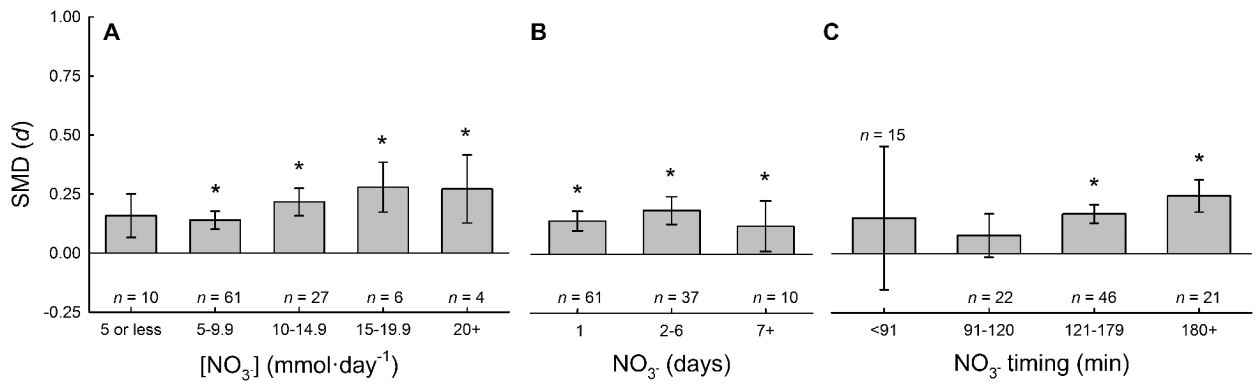 A
B
C
SMD (d)
1.00
0.75
0.50
0.25
0.00
-0.25
* * * *
* * *
* *
n = 15
n = 10 n = 61 n = 27 n = 6 n = 4
n = 61 n = 37 n = 10
n = 22 n = 46 n = 21
5 or less 5-9.9 10-14.9 15-19.9 20+
1 2-6 7+
<91 91-120 121-179 180+
[NO3-] (mmol·day-1)
NO3- (days)
NO3- timing (min)